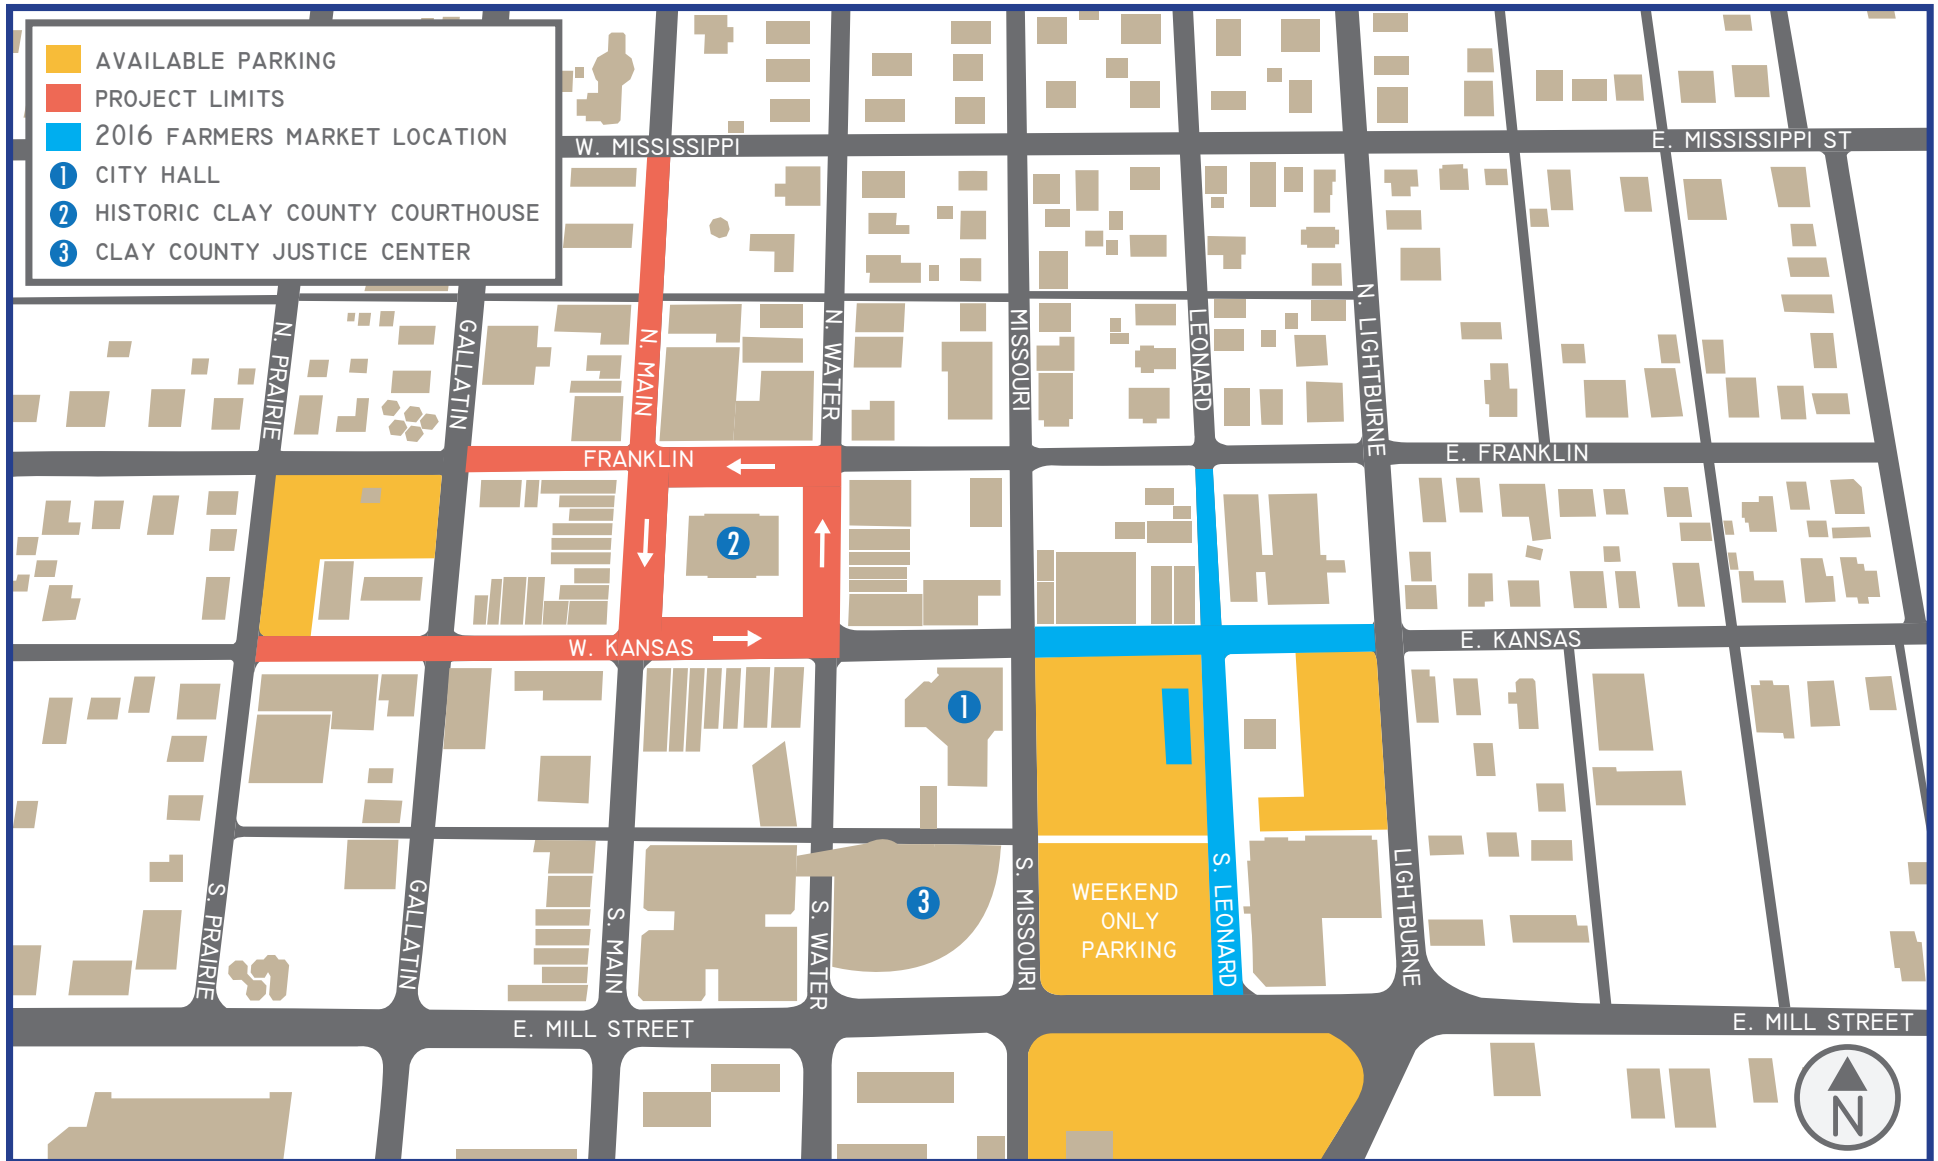 AVAILABLE PARKING
PROJECT LIMITS
2016 FARMERS MARKET LOCATION
1 CITY HALL
2 HISTORIC CLAY COUNTY COURTHOUSE
3 CLAY COUNTY JUSTICE CENTER
W. MISSISSIPPI
E. MISSISSIPPI ST
N. PRAIRIE
GALLATIN
N. MAIN
N. WATER
MISSOURI
LEONARD
N. LIGHTBURNE
FRANKLIN
E. FRANKLIN
2
W. KANSAS
E. KANSAS
1
3
WEEKEND
ONLY
PARKING
S. PRAIRIE
GALLATIN
S. MAIN
S. WATER
S. MISSOURI
S. LEONARD
LIGHTBURNE
E. MILL STREET
E. MILL STREET
N